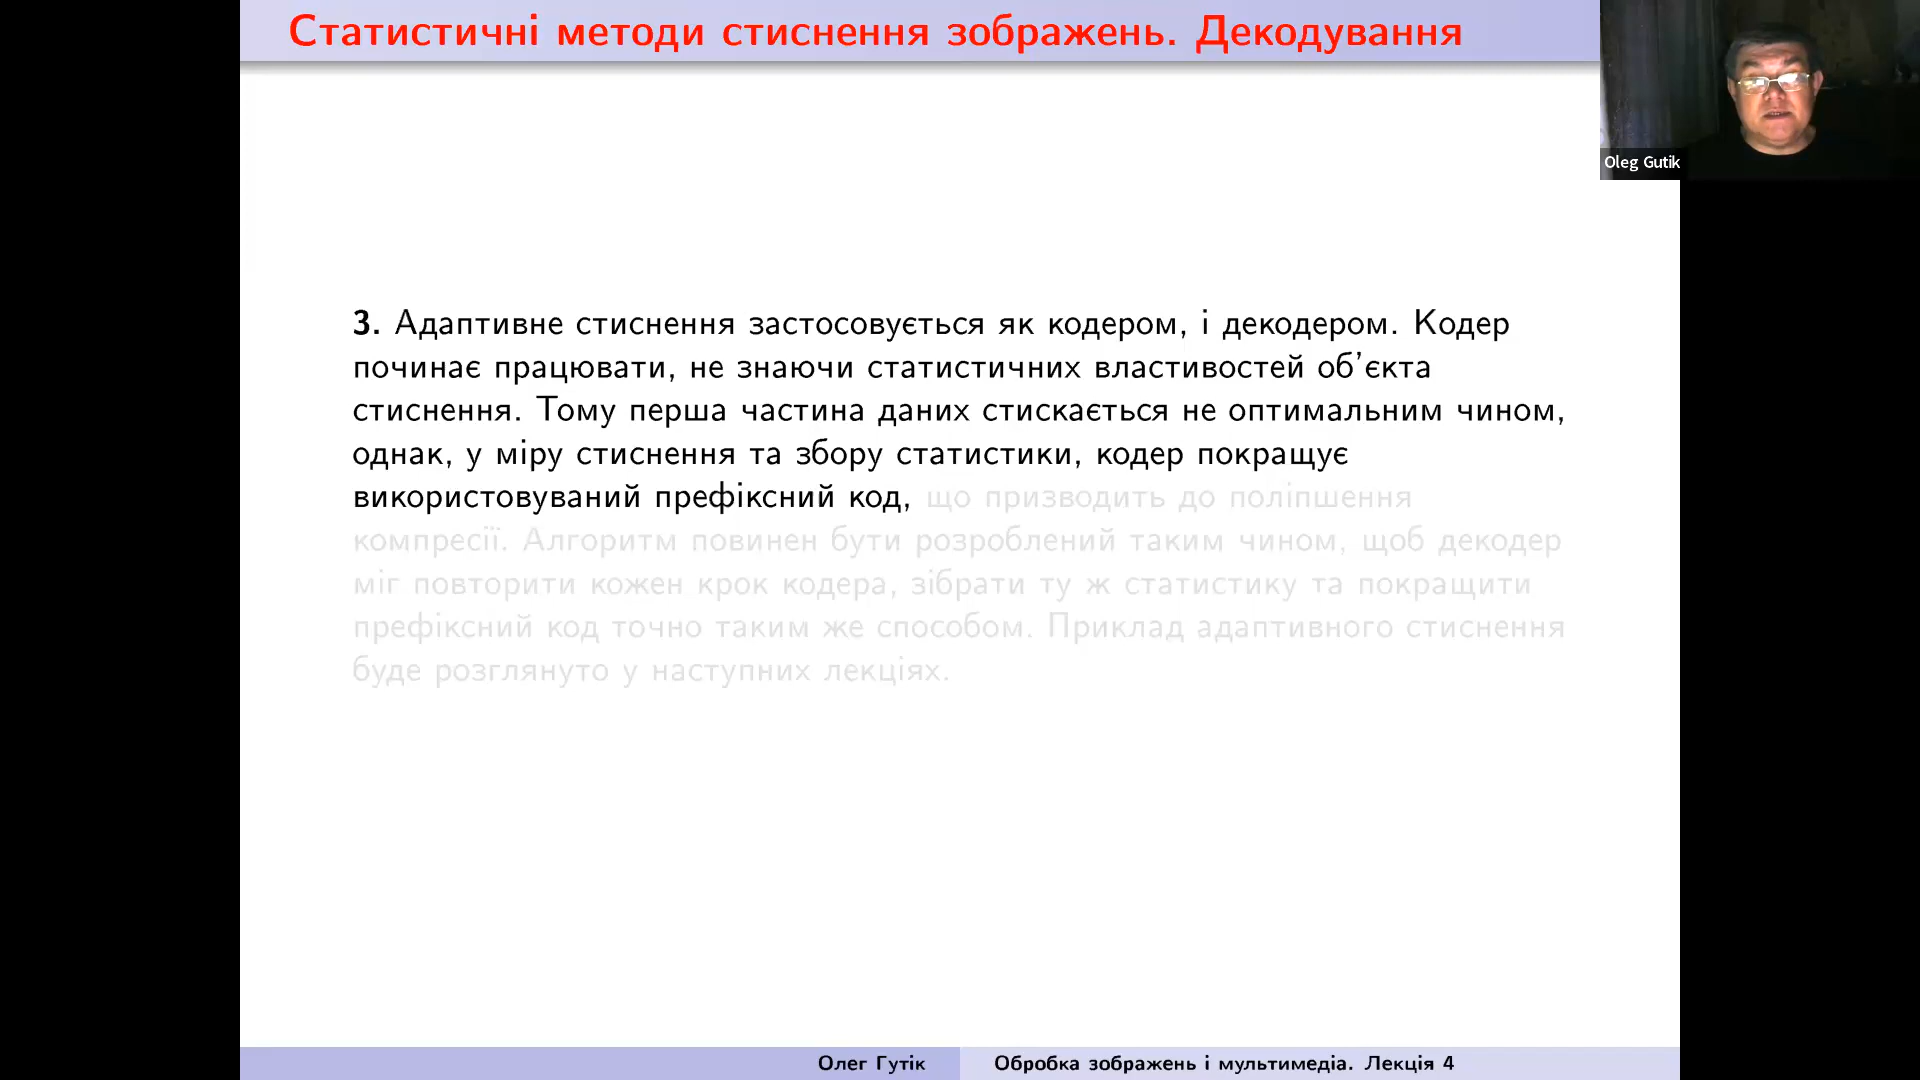 Статистичні методи стиснення зображень. Декодування
Oleg Gutik
3. Адаптивне стиснення застосовується як кодером, і декодером. Кодер
починає працювати, не знаючи статистичних властивостей об'єкта
стиснення. Тому перша частина даних стискається не оптимальним чином,
однак, у міру стиснення та збору статистики, кодер покращує
використовуваний префіксний код, що призводить до поліпшення
компресії. Алгоритм повинен бути розроблений таким чином, щоб декодер
міг повторити кожен крок кодера, зібрати ту ж статистику та покращити
префіксний код точно таким же способом. Приклад адаптивного стиснення
буде розглянуто у наступних лекціях.
Олег Гутік
Обробка зображень і мультимедіа. Лекція 4